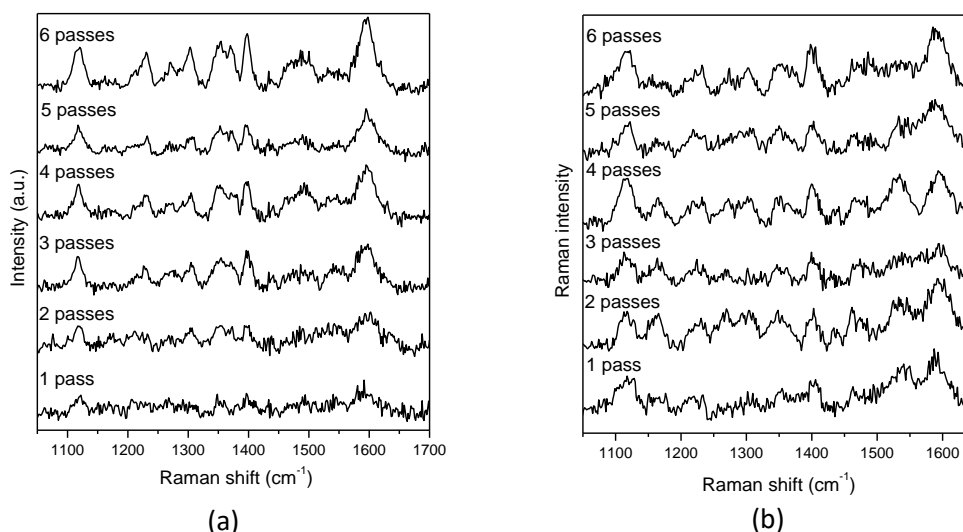 6 passes
5 passes
4 passes
3 passes
2 passes
1 pass
Intensity (a.u.)
1100 1200 1300 1400 1500 1600 1700
Raman shift (cm⁻¹)
(a)
6 passes
5 passes
4 passes
3 passes
2 passes
1 pass
Raman intensity
1100 1200 1300 1400 1500 1600
Raman shift (cm⁻¹)
(b)